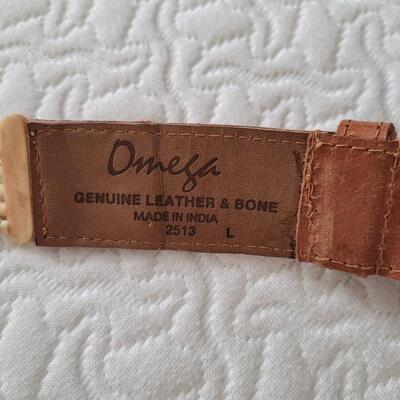 Omega
GENUINE LEATHER & BONE
MADE IN INDIA
2513 L